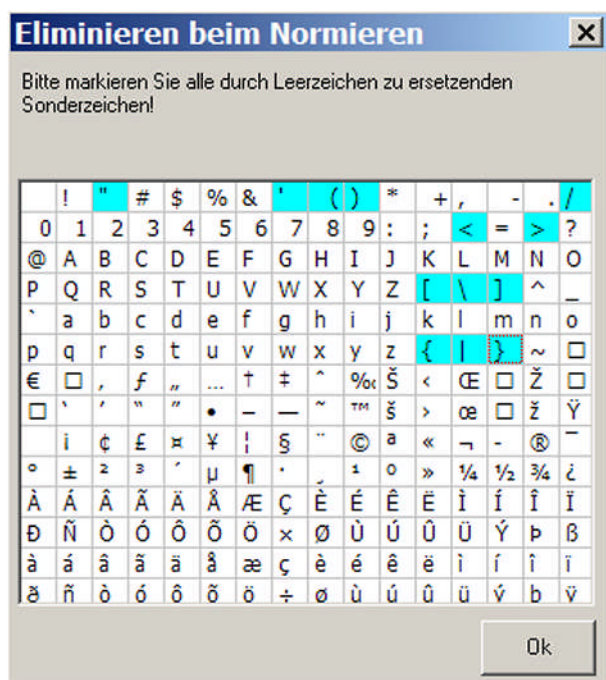 Eliminieren beim Normieren
Bitte markieren Sie alle durch Leerzeichen zu ersetzenden
Sonderzeichen!
! " # $ % & ' ( ) * + , - . /
0 1 2 3 4 5 6 7 8 9 : ; < = > ?
@ A B C D E F G H I J K L M N O
P Q R S T U V W X Y Z [ \ ] ^ _
` a b c d e f g h i j k l m n o
p q r s t u v w x y z { | } ~ □
€ □ ‚ ƒ „ … † ‡ ˆ ‰ Š ‹ Œ □ Ž □
□ ‘ ’ “ ” • – — ˜ ™ š › œ □ ž Ÿ
¡ ¢ £ ¤ ¥ ¦ § ¨ © ª « ¬ - ® ¯
° ± ² ³ ´ µ ¶ · ¸ ¹ º » ¼ ½ ¾ ¿
À Á Â Ã Ä Å Æ Ç È É Ê Ë Ì Í Î Ï
Ð Ñ Ò Ó Ô Õ Ö × Ø Ù Ú Û Ü Ý Þ ß
à á â ã ä å æ ç è é ê ë ì í î ï
ð ñ ò ó ô õ ö ÷ ø ù ú û ü ý þ ÿ
Ok